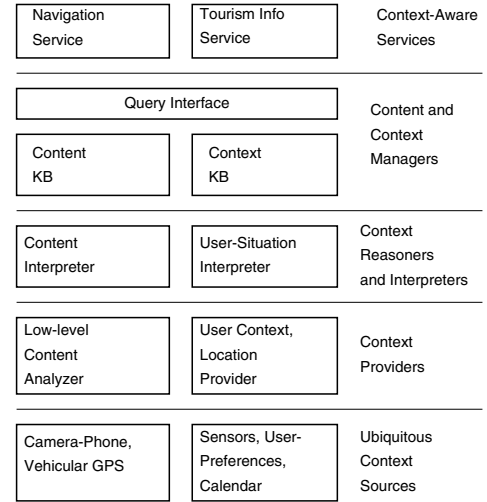 Navigation
Service
Tourism Info
Service
Context-Aware
Services
Query Interface
Content
KB
Context
KB
Content and
Context
Managers
Content
Interpreter
User-Situation
Interpreter
Context
Reasoners
and Interpreters
Low-level
Content
Analyzer
User Context,
Location
Provider
Context
Providers
Camera-Phone,
Vehicular GPS
Sensors, User-
Preferences,
Calendar
Ubiquitous
Context
Sources